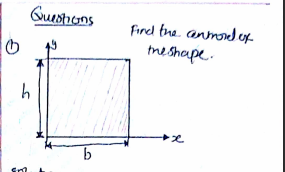 Questions
① Find the centroid of
the shape.
y
h
x
b